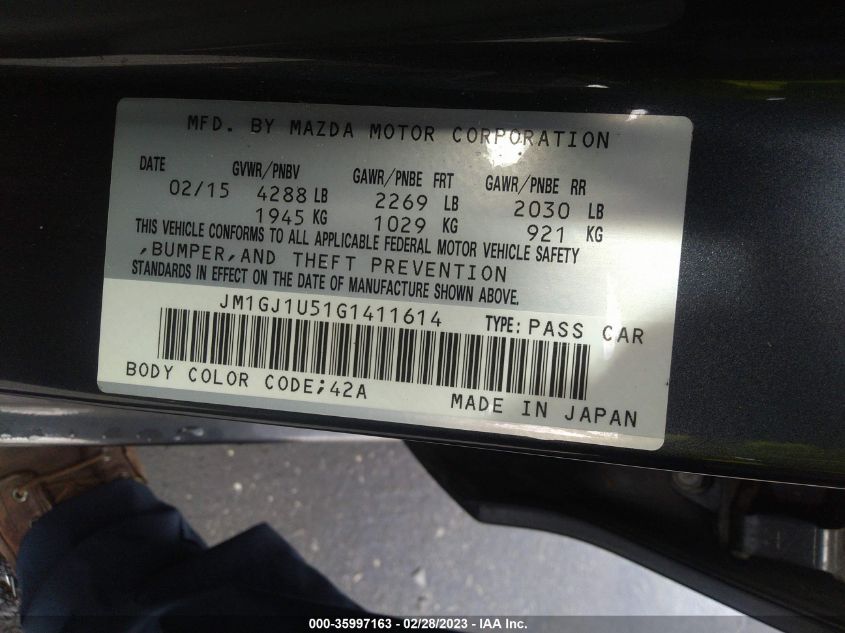 MFD. BY MAZDA MOTOR CORPORATION
DATE GVWR/PNBV GAWR/PNBE FRT GAWR/PNBE RR
02/15 4288 LB 2269 LB 2030 LB
1945 KG 1029 KG 921 KG
THIS VEHICLE CONFORMS TO ALL APPLICABLE FEDERAL MOTOR VEHICLE SAFETY
,BUMPER,AND THEFT PREVENTION
STANDARDS IN EFFECT ON THE DATE OF MANUFACTURE SHOWN ABOVE.
JM1GJ1U51G1411614 TYPE: PASS CAR
BODY COLOR CODE;42A MADE IN JAPAN
000-35997163 - 02/28/2023 - IAA Inc.